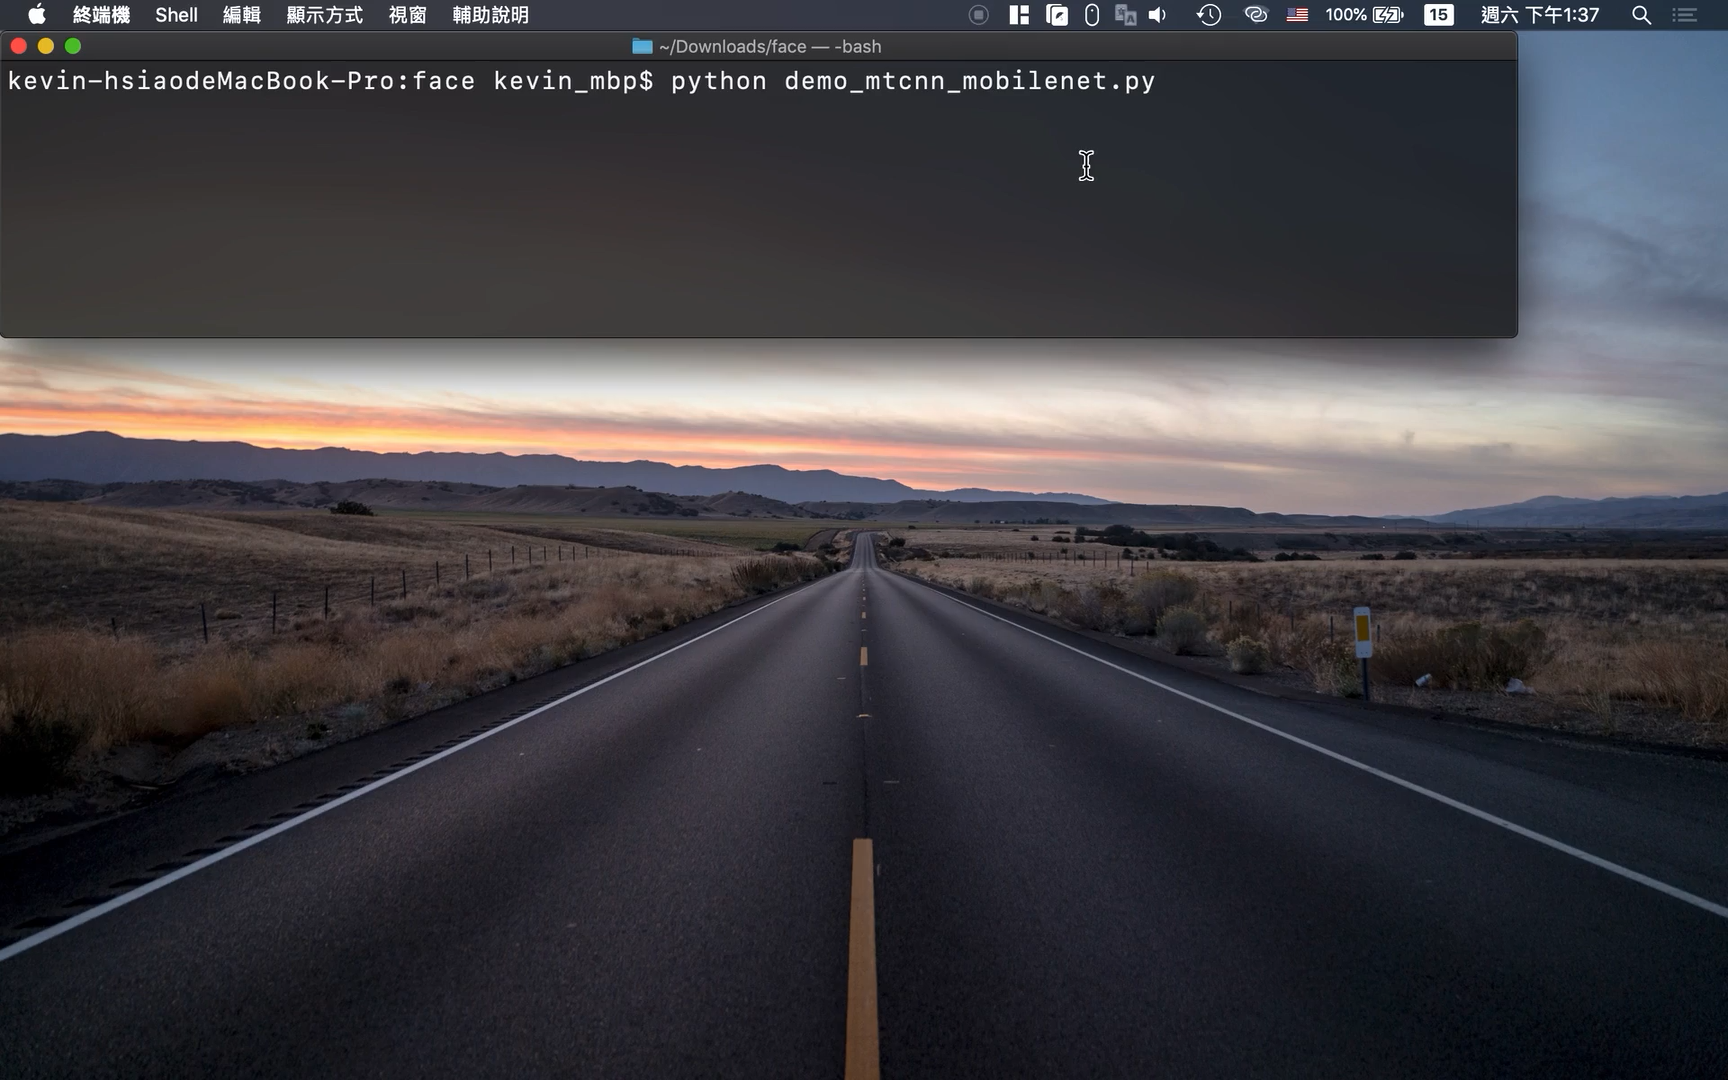 終端機 Shell 編輯 顯示方式 視窗 輔助說明 100% 15 週六 下午1:37
~/Downloads/face — -bash
kevin-hsiaodeMacBook-Pro:face kevin_mbp$ python demo_mtcnn_mobilenet.py